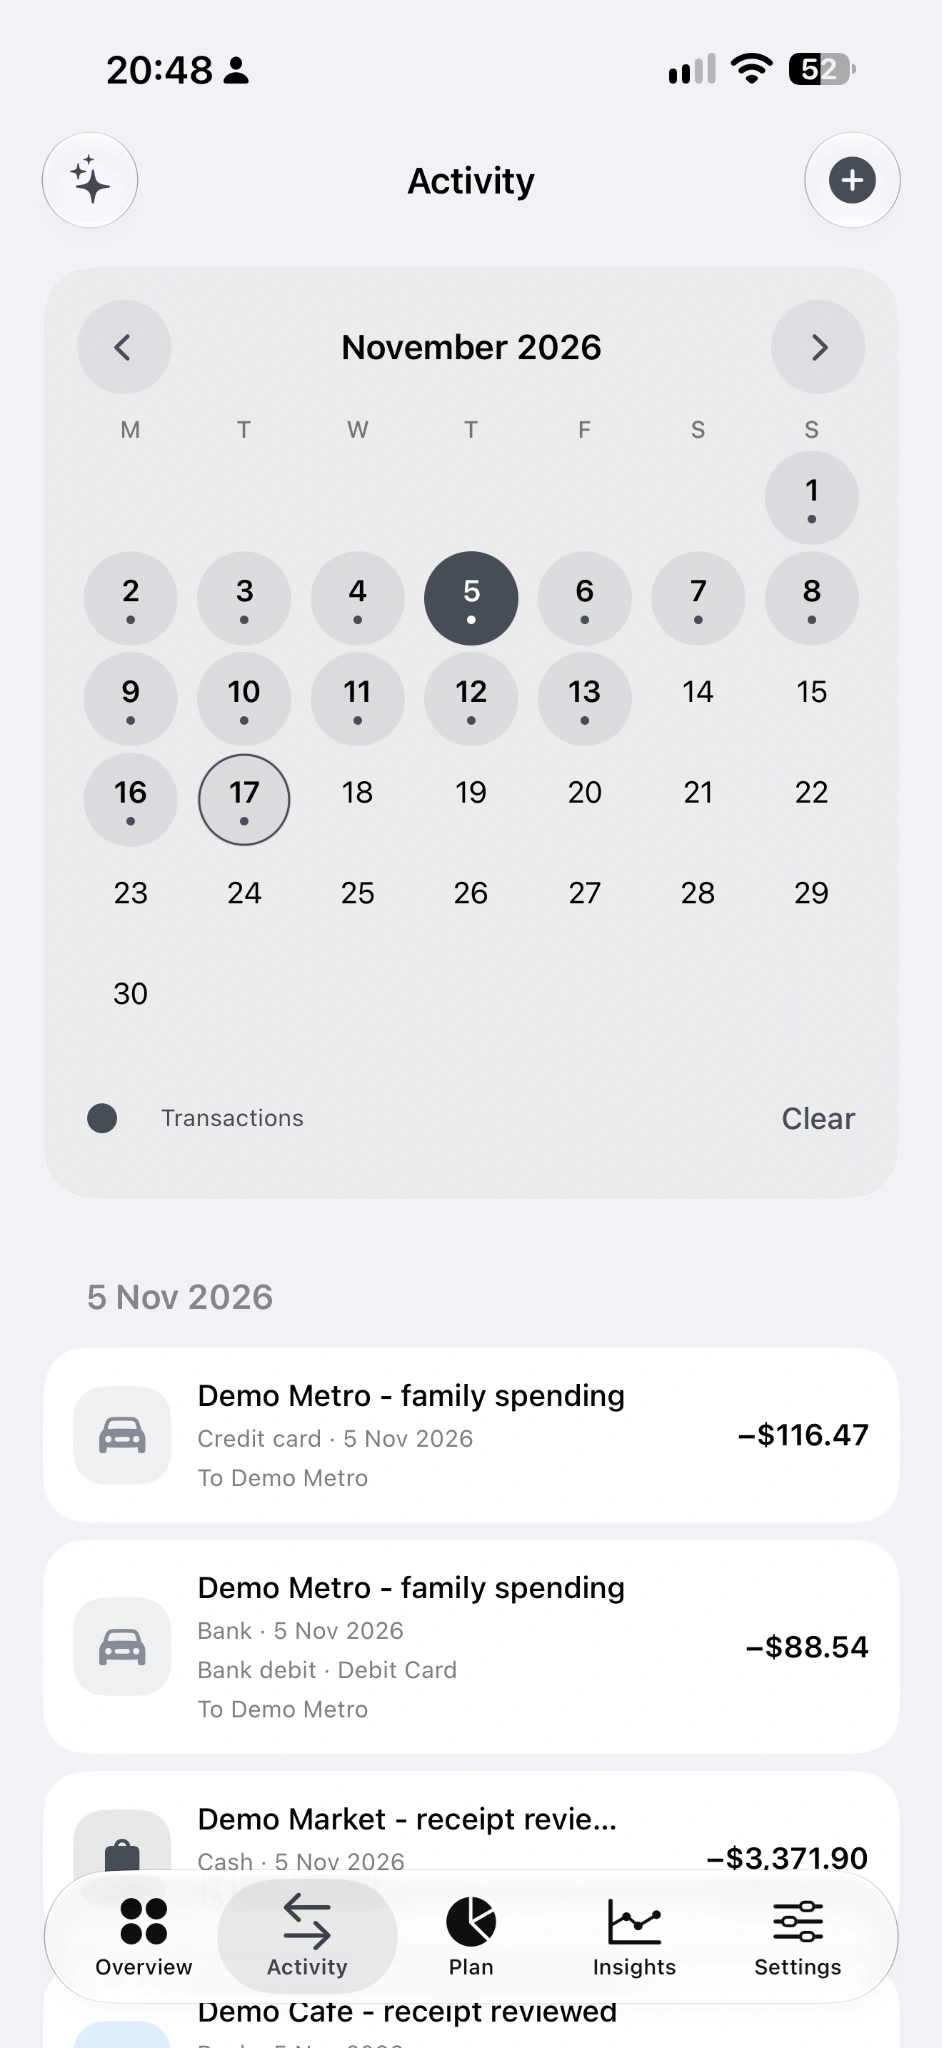 20:48
52
Activity
November 2026
M T W T F S S
1
2 3 4 5 6 7 8
9 10 11 12 13 14 15
16 17 18 19 20 21 22
23 24 25 26 27 28 29
30
Transactions Clear
5 Nov 2026
Demo Metro - family spending
Credit card · 5 Nov 2026
−$116.47
To Demo Metro
Demo Metro - family spending
Bank · 5 Nov 2026
−$88.54
Bank debit · Debit Card
To Demo Metro
Demo Market - receipt revie...
Cash · 5 Nov 2026
−$3,371.90
Overview Activity Plan Insights Settings
Demo Cafe - receipt reviewed